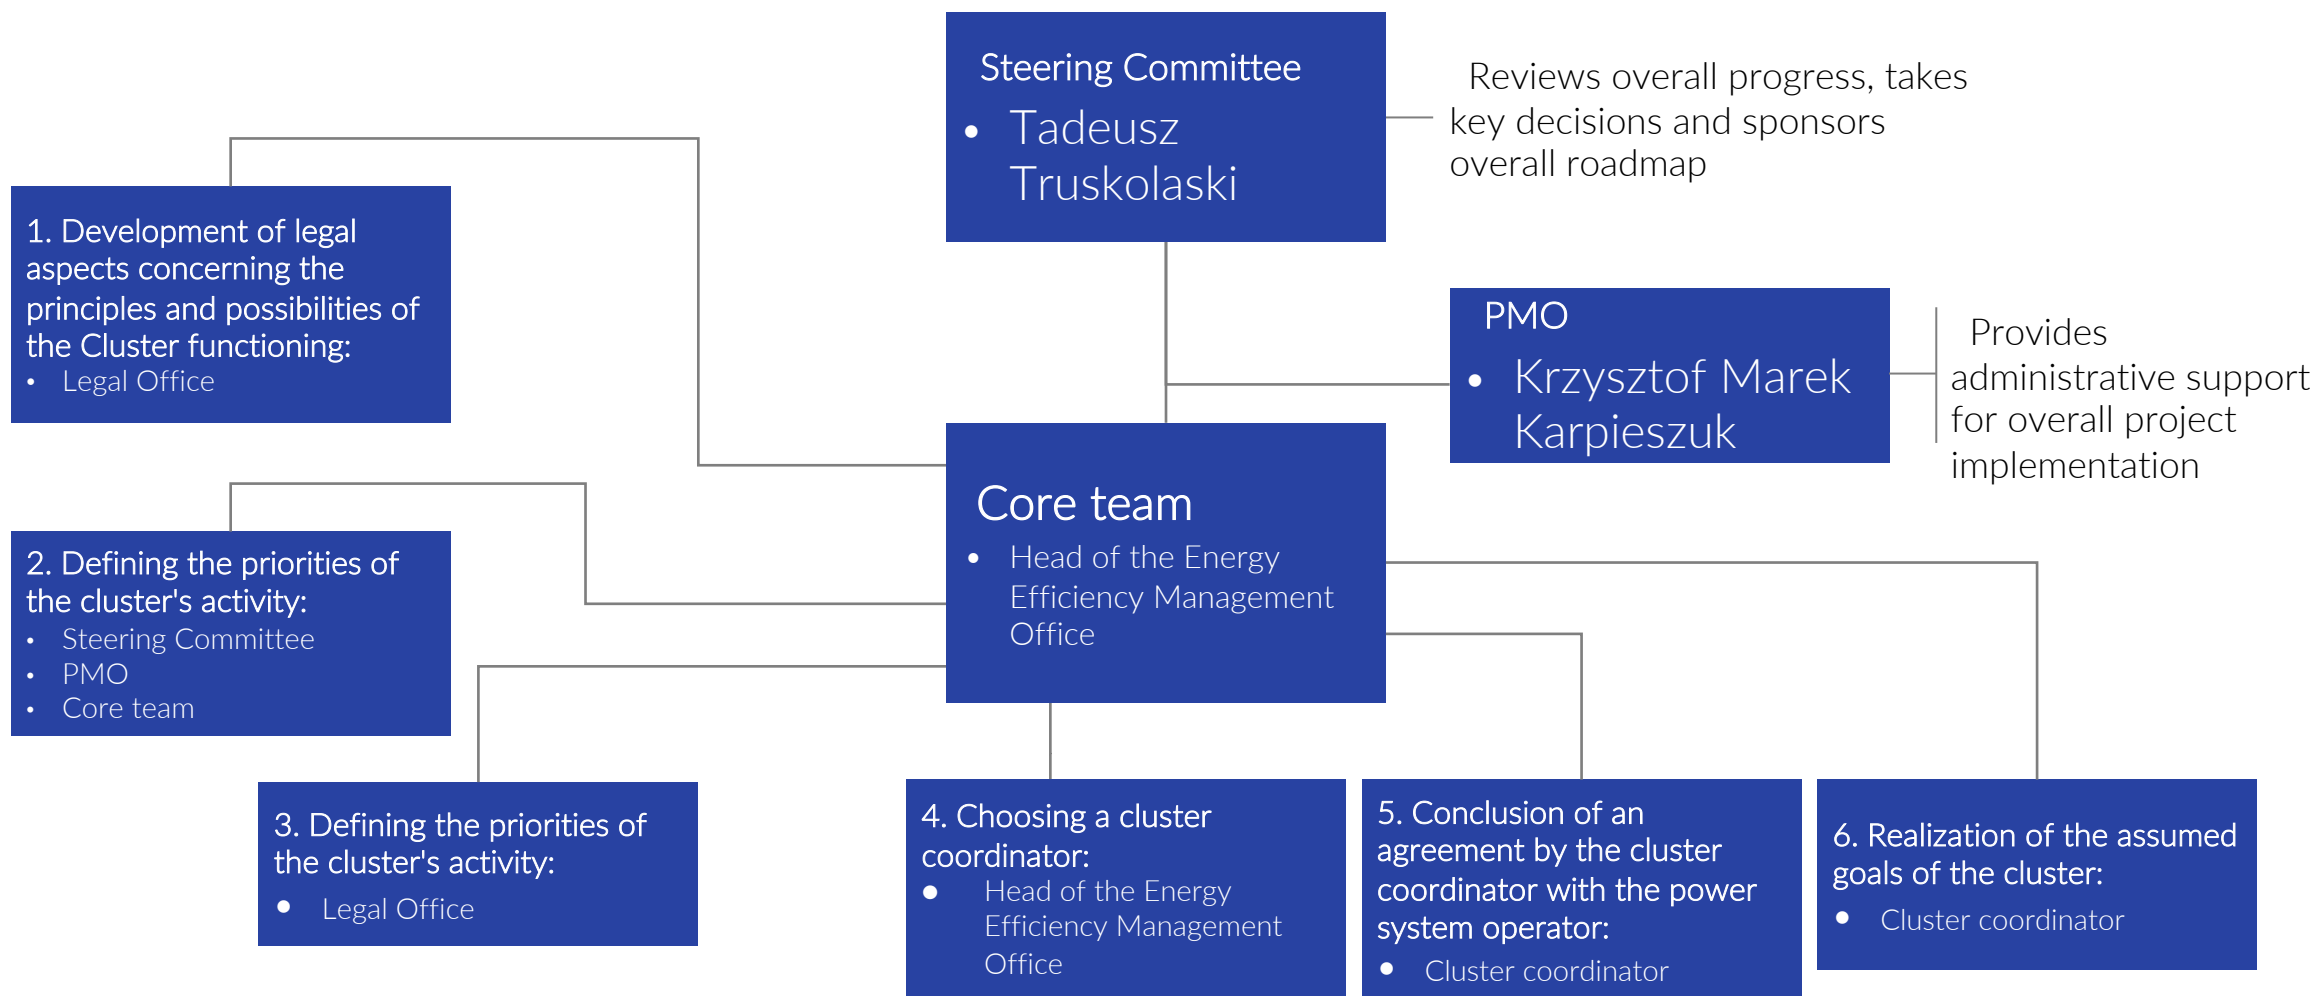 Steering Committee
• Tadeusz
Truskolaski
Reviews overall progress, takes
key decisions and sponsors
overall roadmap
PMO
• Krzysztof Marek
Karpieszuk
Provides
administrative support
for overall project
implementation
Core team
• Head of the Energy
Efficiency Management
Office
1. Development of legal
aspects concerning the
principles and possibilities of
the Cluster functioning:
• Legal Office
2. Defining the priorities of
the cluster's activity:
• Steering Committee
• PMO
• Core team
3. Defining the priorities of
the cluster's activity:
• Legal Office
4. Choosing a cluster
coordinator:
• Head of the Energy
Efficiency Management
Office
5. Conclusion of an
agreement by the cluster
coordinator with the power
system operator:
• Cluster coordinator
6. Realization of the assumed
goals of the cluster:
• Cluster coordinator